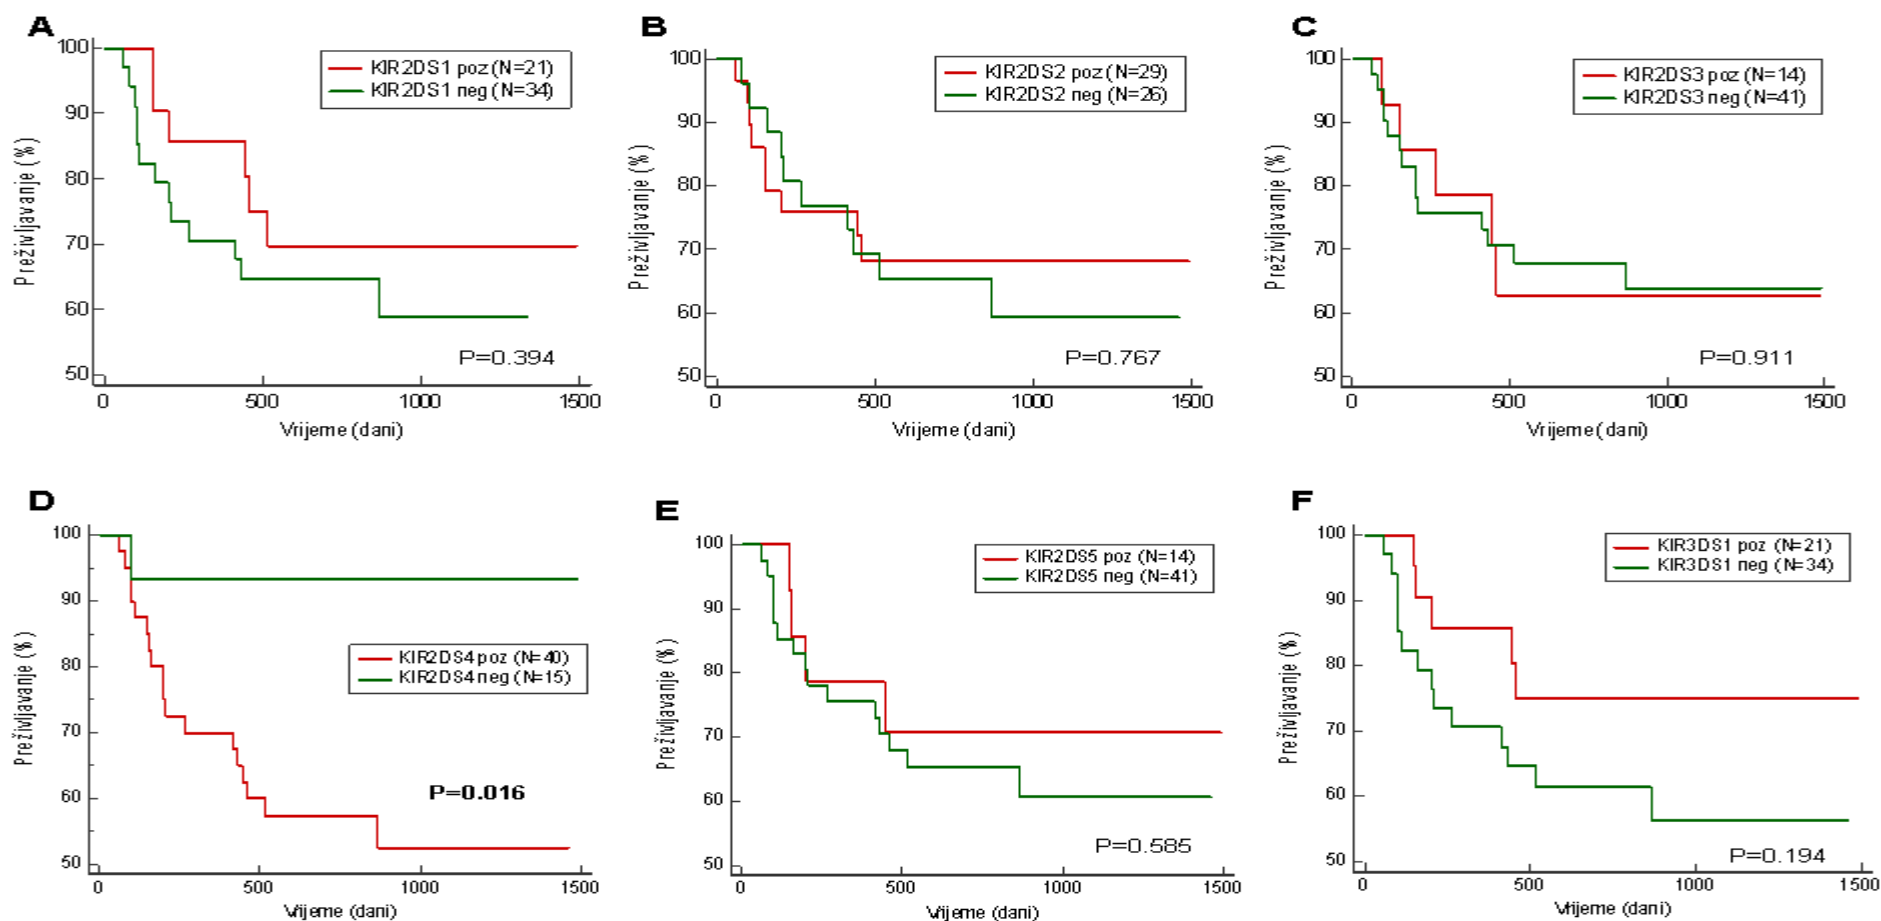 A
100
90
80
70
60
50
Preživljavanje (%)
KIR2DS1 poz (N=21)
KIR2DS1 neg (N=34)
P=0.394
0 500 1000 1500
Vrijeme (dani)
B
100
90
80
70
60
50
Preživljavanje (%)
KIR2DS2 poz (N=29)
KIR2DS2 neg (N=26)
P=0.767
0 500 1000 1500
Vrijeme (dani)
C
100
90
80
70
60
50
Preživljavanje (%)
KIR2DS3 poz (N=14)
KIR2DS3 neg (N=41)
P=0.911
0 500 1000 1500
Vrijeme (dani)
D
100
90
80
70
60
50
Preživljavanje (%)
KIR2DS4 poz (N=40)
KIR2DS4 neg (N=15)
P=0.016
0 500 1000 1500
Vrijeme (dani)
E
100
90
80
70
60
50
Preživljavanje (%)
KIR2DS5 poz (N=14)
KIR2DS5 neg (N=41)
P=0.585
0 500 1000 1500
Vrijeme (dani)
F
100
90
80
70
60
50
Preživljavanje (%)
KIR3DS1 poz (N=21)
KIR3DS1 neg (N=34)
P=0.194
0 500 1000 1500
Vrijeme (dani)